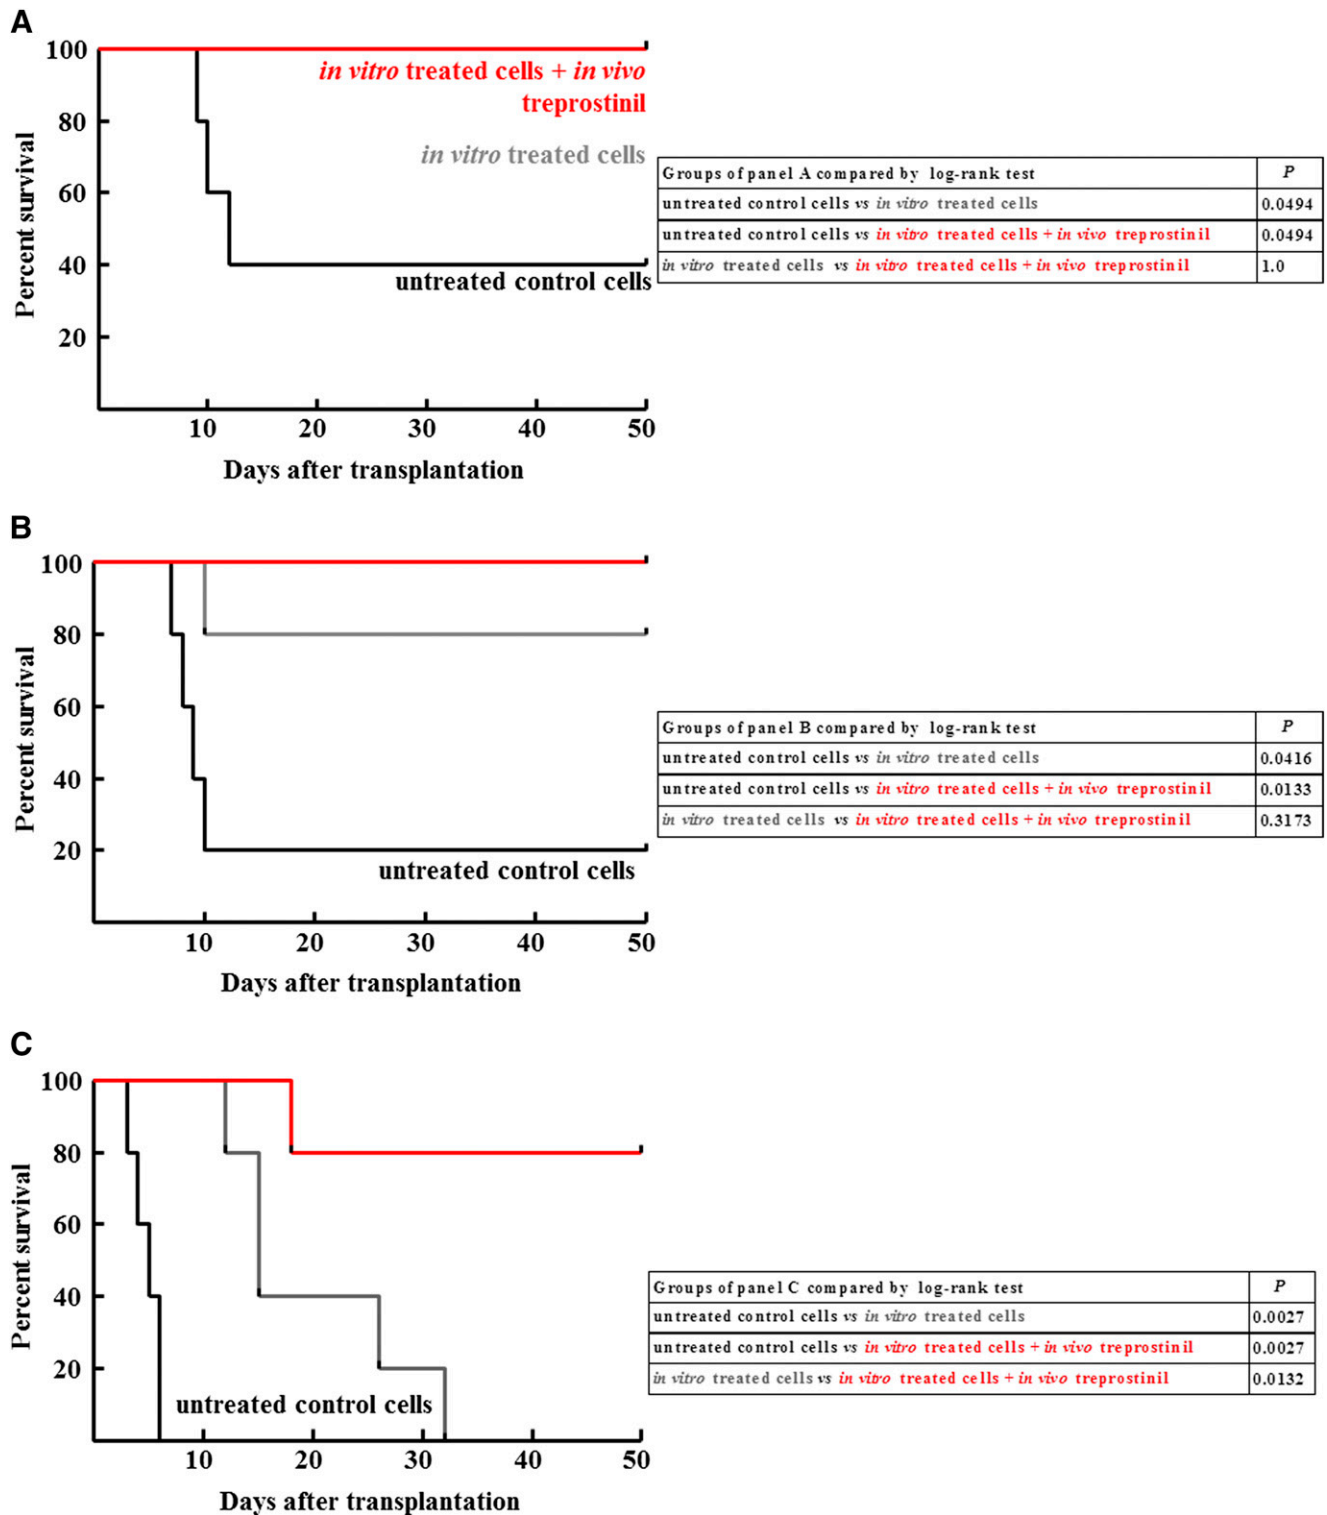 A
100
80
60
40
20
Percent survival
in vitro treated cells + in vivo
treprostinil
in vitro treated cells
untreated control cells
10 20 30 40 50
Days after transplantation
Groups of panel A compared by log-rank test P
untreated control cells vs in vitro treated cells 0.0494
untreated control cells vs in vitro treated cells + in vivo treprostinil 0.0494
in vitro treated cells vs in vitro treated cells + in vivo treprostinil 1.0
B
100
80
60
40
20
Percent survival
untreated control cells
10 20 30 40 50
Days after transplantation
Groups of panel B compared by log-rank test P
untreated control cells vs in vitro treated cells 0.0416
untreated control cells vs in vitro treated cells + in vivo treprostinil 0.0133
in vitro treated cells vs in vitro treated cells + in vivo treprostinil 0.3173
C
100
80
60
40
20
Percent survival
untreated control cells
10 20 30 40 50
Days after transplantation
Groups of panel C compared by log-rank test P
untreated control cells vs in vitro treated cells 0.0027
untreated control cells vs in vitro treated cells + in vivo treprostinil 0.0027
in vitro treated cells vs in vitro treated cells + in vivo treprostinil 0.0132